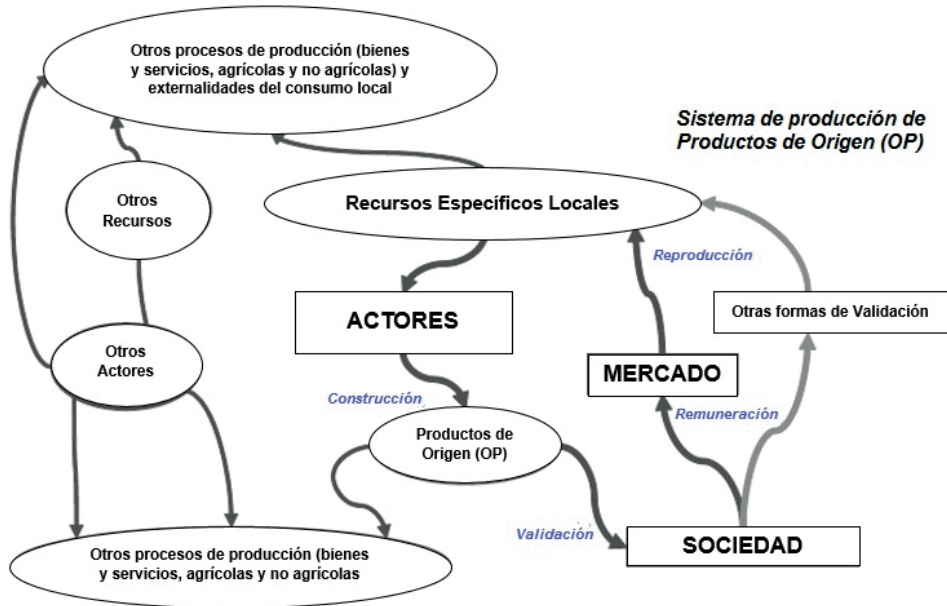 Otros procesos de producción (bienes
y servicios, agrícolas y no agrícolas) y
externalidades del consumo local
Sistema de producción de
Productos de Origen (OP)
Otros
Recursos
Recursos Específicos Locales
Reproducción
ACTORES
Otras formas de Validación
Otros
Actores
MERCADO
Construcción
Remuneración
Productos de
Origen (OP)
Validación
SOCIEDAD
Otros procesos de producción (bienes
y servicios, agrícolas y no agrícolas